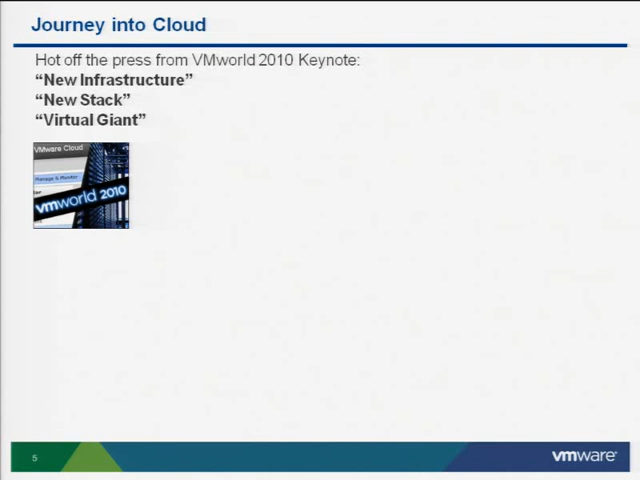 Journey into Cloud
Hot off the press from VMworld 2010 Keynote:
“New Infrastructure”
“New Stack”
“Virtual Giant”
VMware Cloud
Manage & Monitor
vmworld 2010
5
vmware